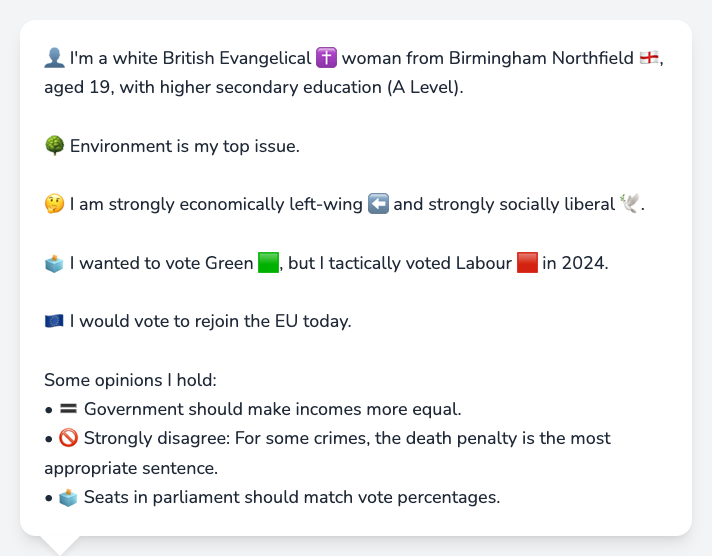 👤 I'm a white British Evangelical ✝️ woman from Birmingham Northfield 🏴󠁧󠁢󠁥󠁮󠁧󠁿,
aged 19, with higher secondary education (A Level).
🌳 Environment is my top issue.
🤔 I am strongly economically left-wing ⬅️ and strongly socially liberal 🕊️.
🗳️ I wanted to vote Green 🟩, but I tactically voted Labour 🟥 in 2024.
🇪🇺 I would vote to rejoin the EU today.
Some opinions I hold:
• 🟰 Government should make incomes more equal.
• 🚫 Strongly disagree: For some crimes, the death penalty is the most
appropriate sentence.
• 🗳️ Seats in parliament should match vote percentages.